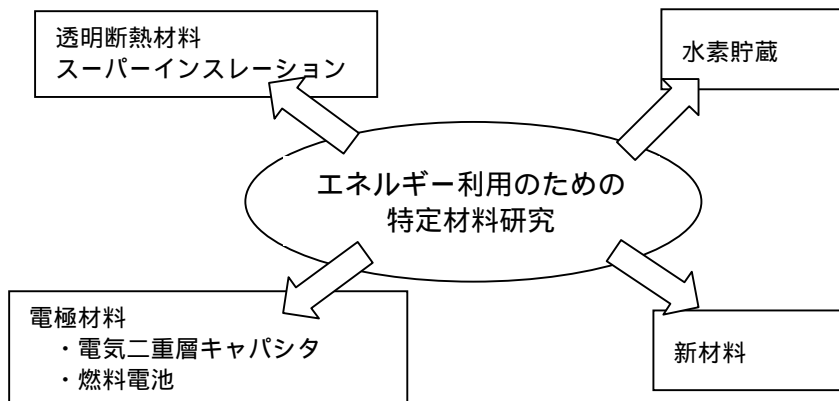 透明断熱材料
スーパーインスレーション
水素貯蔵
エネルギー利用のための
特定材料研究
電極材料
・電気二重層キャパシタ
・燃料電池
新材料